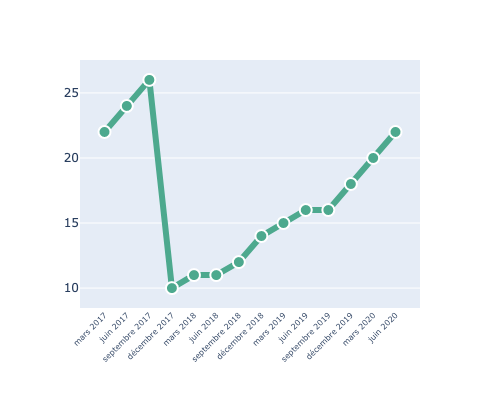 25
20
15
10
mars 2017
juin 2017
septembre 2017
décembre 2017
mars 2018
juin 2018
septembre 2018
décembre 2018
mars 2019
juin 2019
septembre 2019
décembre 2019
mars 2020
juin 2020